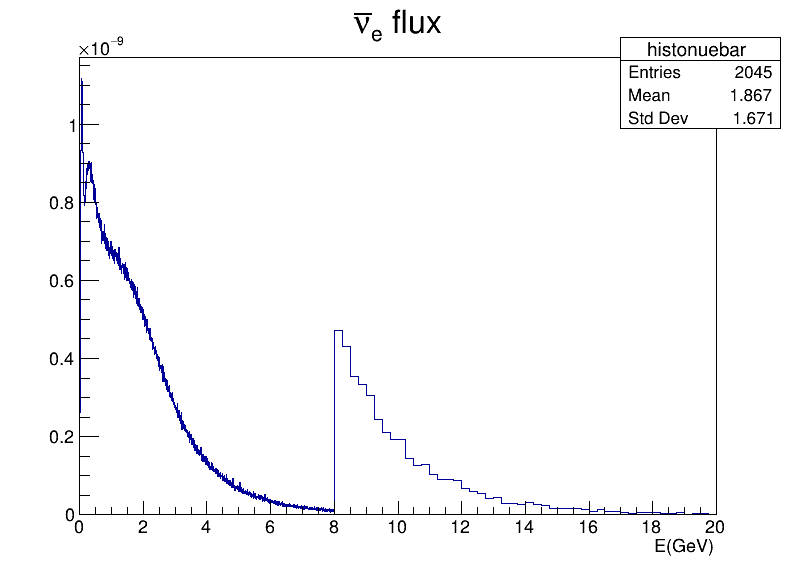 ν̅e flux
×10−9
histonuebar
Entries 2045
Mean 1.867
Std Dev 1.671
1
0.8
0.6
0.4
0.2
0
0 2 4 6 8 10 12 14 16 18 20
E(GeV)